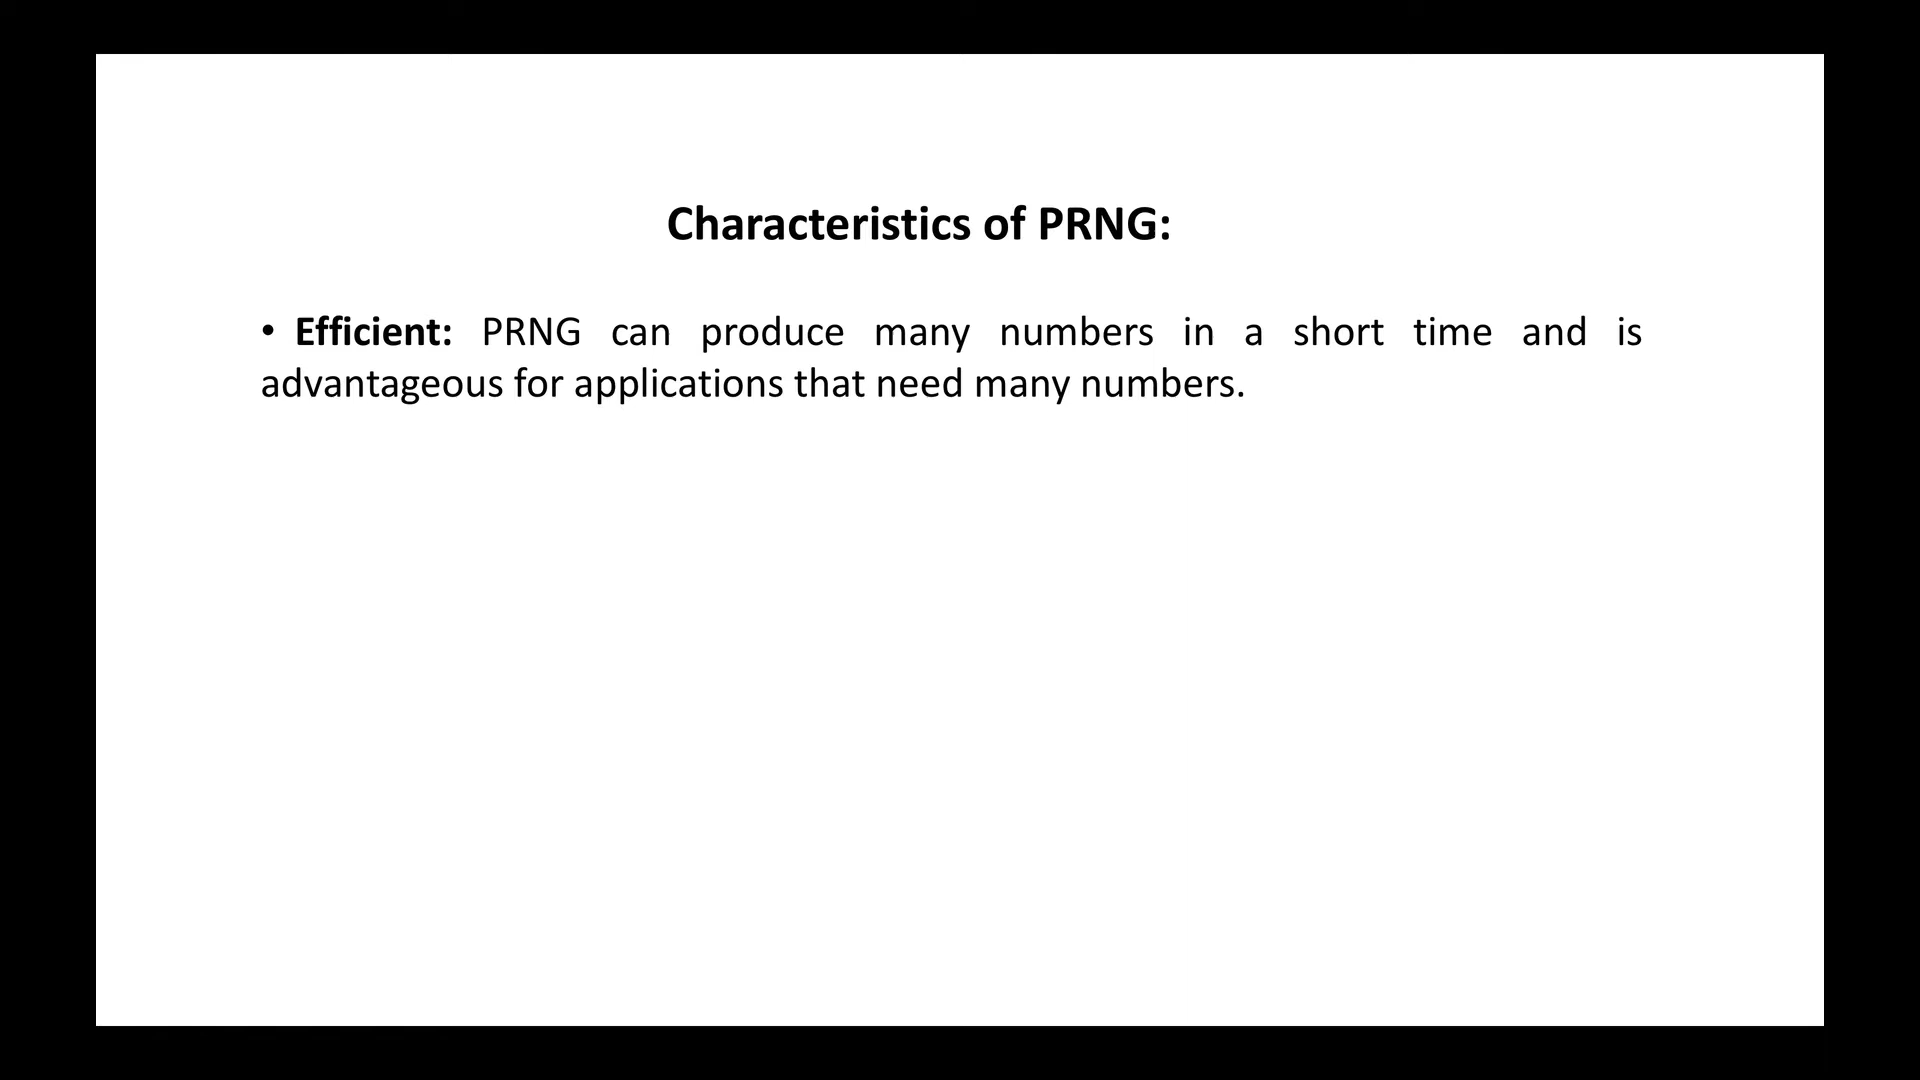 Characteristics of PRNG:
• Efficient: PRNG can produce many numbers in a short time and is
advantageous for applications that need many numbers.